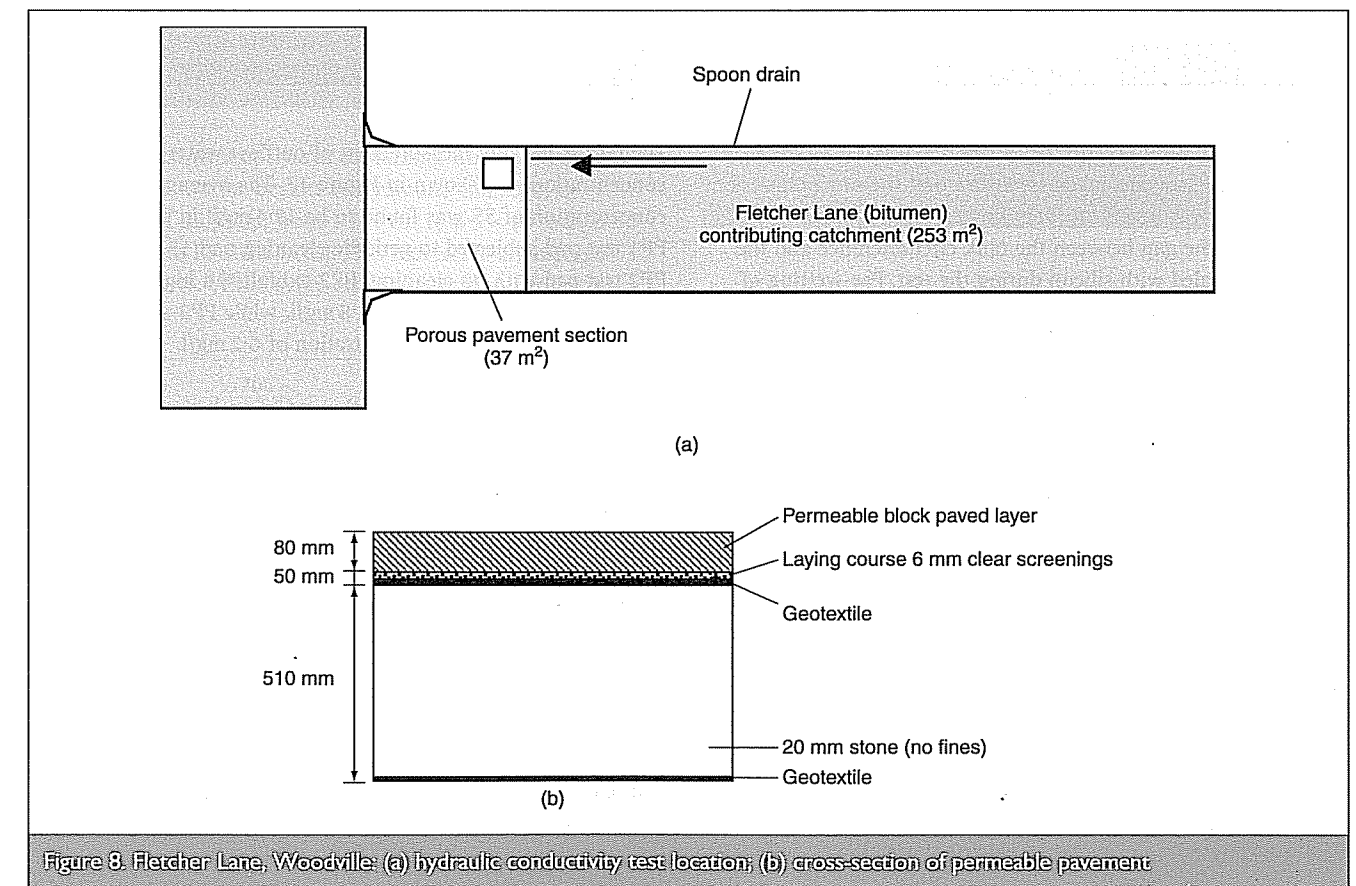 Spoon drain
Fletcher Lane (bitumen)
contributing catchment (253 m²)
Porous pavement section
(37 m²)
(a)
Permeable block paved layer
80 mm
Laying course 6 mm clear screenings
50 mm
Geotextile
510 mm
20 mm stone (no fines)
Geotextile
(b)
Figure 8. Fletcher Lane, Woodville: (a) hydraulic conductivity test location; (b) cross-section of permeable pavement